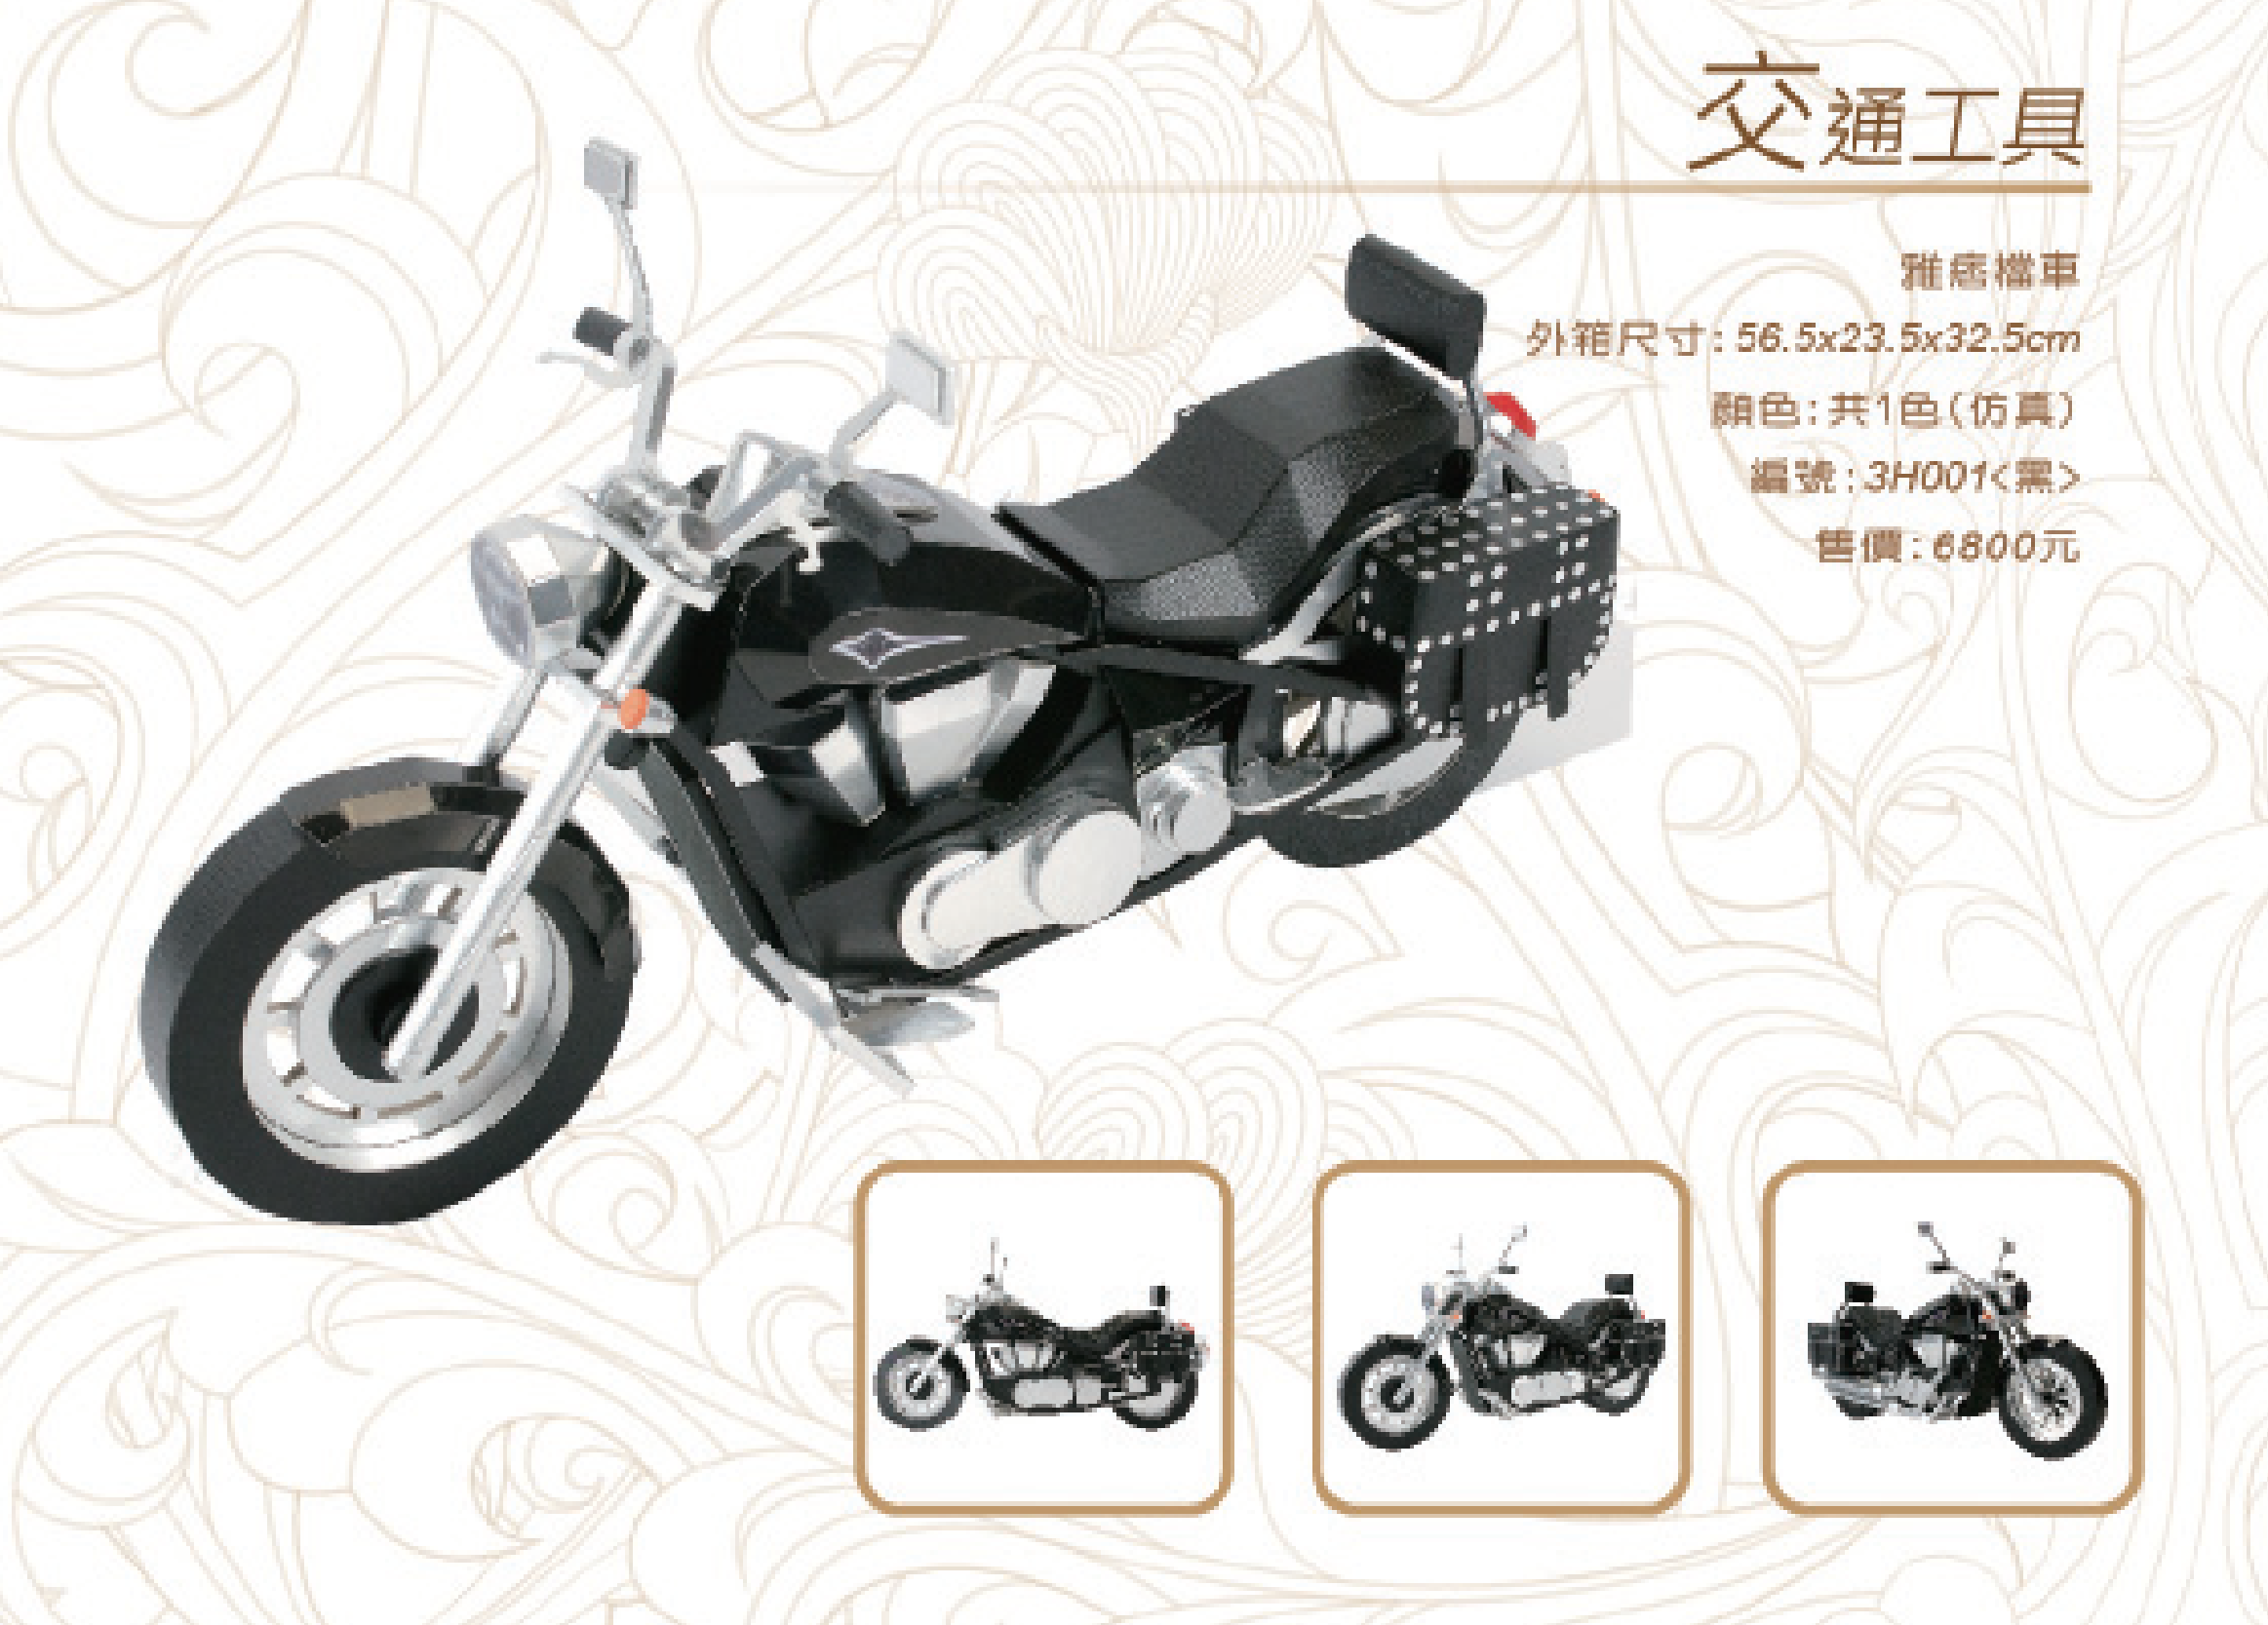 交通工具
雅痞檔車
外箱尺寸:56.5x23.5x32.5cm
顏色:共1色(仿真)
編號:3H001<黑>
售價:6800元